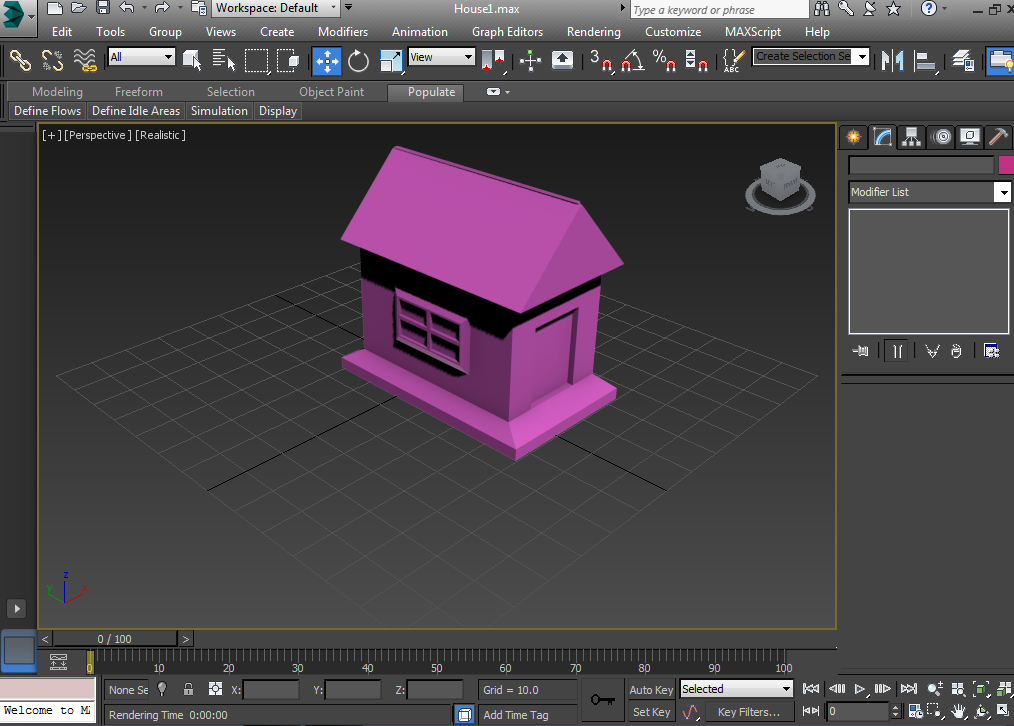 Workspace: Default
House1.max
Type a keyword or phrase
Edit Tools Group Views Create Modifiers Animation Graph Editors Rendering Customize MAXScript Help
All
View
3
%
ABC
Create Selection Se
Modeling Freeform Selection Object Paint Populate
Define Flows Define Idle Areas Simulation Display
[+] [Perspective ] [Realistic ]
Modifier List
z
y
x
< 0 / 100 >
0 10 20 30 40 50 60 70 80 90 100
None Se X: Y: Z: Grid = 10.0 Auto Key Selected
Welcome to M
Rendering Time 0:00:00 Add Time Tag Set Key Key Filters... 0